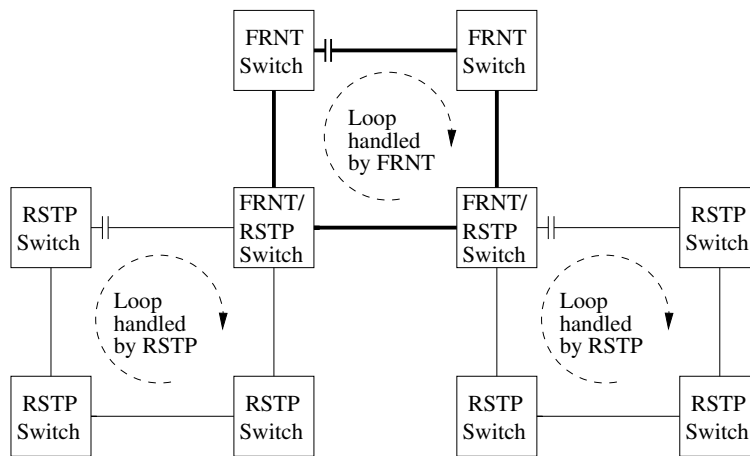 FRNT
Switch
FRNT
Switch
Loop
handled
by FRNT
RSTP
Switch
FRNT/
RSTP
Switch
FRNT/
RSTP
Switch
RSTP
Switch
Loop
handled
by RSTP
Loop
handled
by RSTP
RSTP
Switch
RSTP
Switch
RSTP
Switch
RSTP
Switch